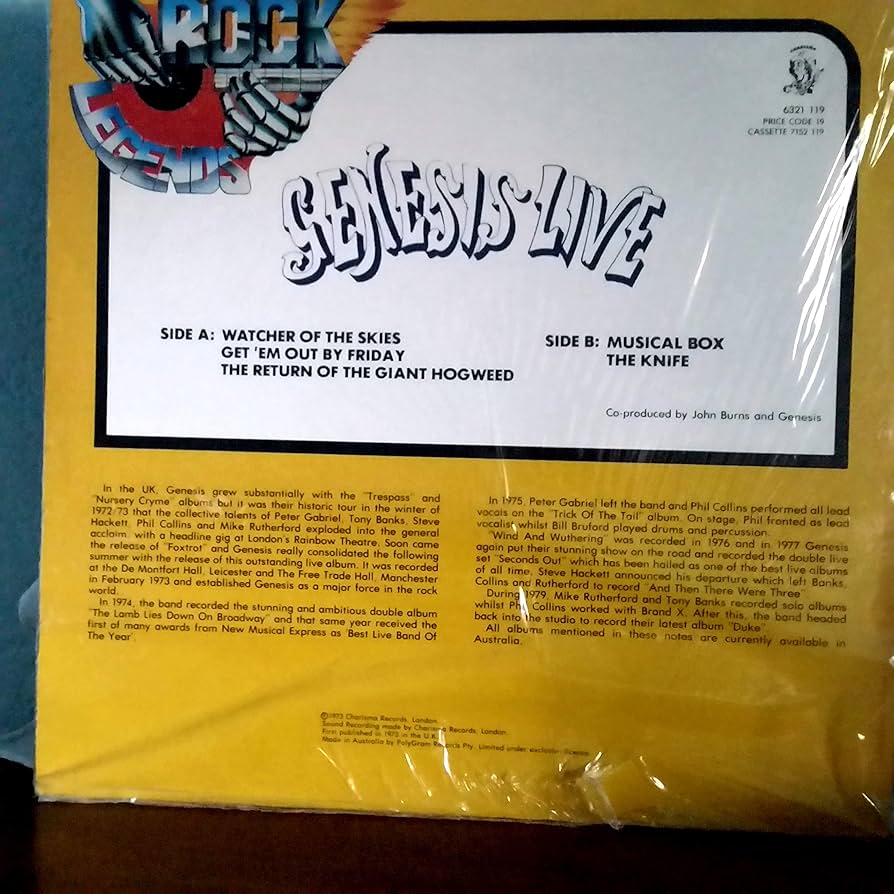 ROCK
LEGENDS
CHARISMA
6321 119
PRICE CODE 19
CASSETTE 7152 119
GENESIS LIVE
SIDE A: WATCHER OF THE SKIES
GET 'EM OUT BY FRIDAY
THE RETURN OF THE GIANT HOGWEED
SIDE B: MUSICAL BOX
THE KNIFE
Co-produced by John Burns and Genesis
In the UK, Genesis grew substantially with the "Trespass" and
"Nursery Cryme" albums but it was their historic tour in the winter of
1972/73 that the collective talents of Peter Gabriel, Tony Banks, Steve
Hackett, Phil Collins and Mike Rutherford exploded into the general
acclaim, with a headline gig at London's Rainbow Theatre. Soon came
the release of "Foxtrot" and Genesis really consolidated the following
summer with the release of this outstanding live album. It was recorded
at the De Montfort Hall, Leicester and The Free Trade Hall, Manchester
in February 1973 and established Genesis as a major force in the rock
world.
In 1974, the band recorded the stunning and ambitious double album
"The Lamb Lies Down On Broadway" and that same year received the
first of many awards from New Musical Express as 'Best Live Band Of
The Year'.
In 1975, Peter Gabriel left the band and Phil Collins performed all lead
vocals on the "Trick Of The Tail" album. On stage, Phil fronted as lead
vocalist whilst Bill Bruford played drums and percussion.
"Wind And Wuthering" was recorded in 1976 and in 1977 Genesis
again put their stunning show on the road and recorded the double live
set "Seconds Out" which has been hailed as one of the best live albums
of all time. Steve Hackett announced his departure which left Banks,
Collins and Rutherford to record "And Then There Were Three"
During 1979, Mike Rutherford and Tony Banks recorded solo albums
whilst Phil Collins worked with Brand X. After this, the band headed
back into the studio to record their latest album "Duke"
All albums mentioned in these notes are currently available in
Australia.
Ⓟ1973 Charisma Records, London.
Sound Recording made by Charisma Records, London.
First published in 1973 in the U.K.
Made in Australia by PolyGram Records Pty. Limited under exclusive licence